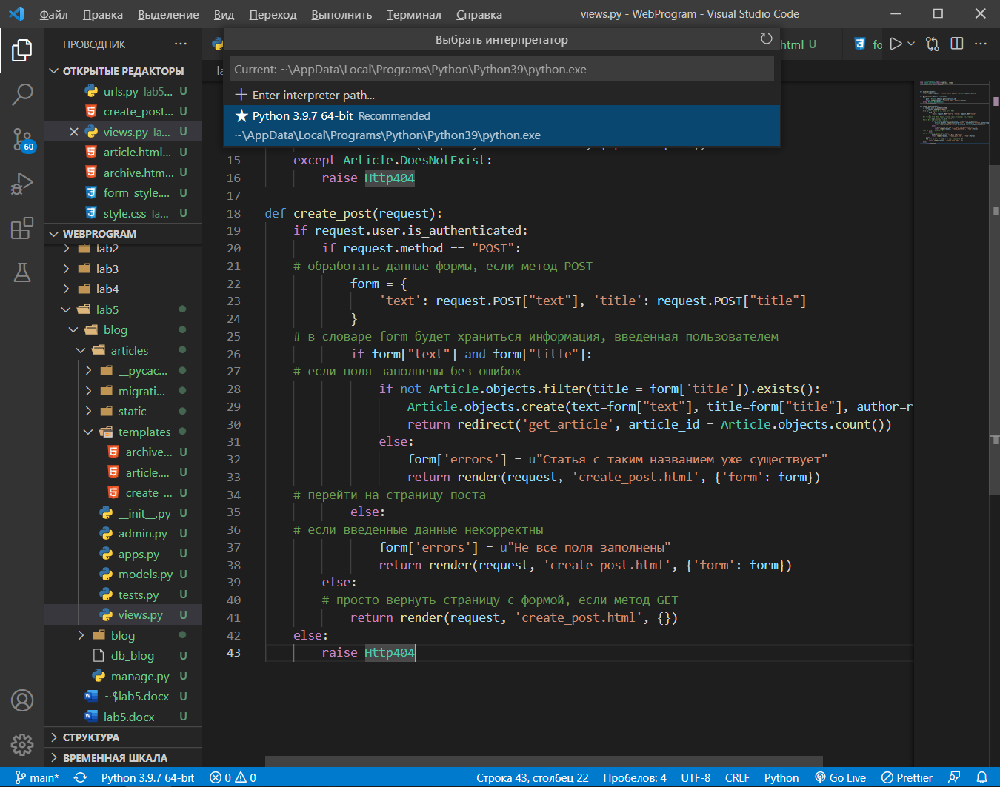 Файл Правка Выделение Вид Переход Выполнить Терминал Справка views.py - WebProgram - Visual Studio Code
ПРОВОДНИК ···
Выбрать интерпретатор
html U
fo
Current: ~\AppData\Local\Programs\Python\Python39\python.exe
Enter interpreter path...
Python 3.9.7 64-bit Recommended
~\AppData\Local\Programs\Python\Python39\python.exe
ОТКРЫТЫЕ РЕДАКТОРЫ
urls.py lab5... U
create_post... U
views.py la... U
article.html... U
archive.htm... U
form_style.... U
style.css la... U
60
WEBPROGRAM
lab2
lab3
lab4
lab5
blog
articles
__pycac...
migrati...
static
templates
archive... U
article.... U
create_... U
__init__.py U
admin.py U
apps.py U
models.py U
tests.py U
views.py U
blog
db_blog U
manage.py U
~$lab5.docx U
lab5.docx U
СТРУКТУРА
ВРЕМЕННАЯ ШКАЛА
15 except Article.DoesNotExist:
16 raise Http404
17
18 def create_post(request):
19 if request.user.is_authenticated:
20 if request.method == "POST":
21 # обработать данные формы, если метод POST
22 form = {
23 'text': request.POST["text"], 'title': request.POST["title"]
24 }
25 # в словаре form будет храниться информация, введенная пользователем
26 if form["text"] and form["title"]:
27 # если поля заполнены без ошибок
28 if not Article.objects.filter(title = form['title']).exists():
29 Article.objects.create(text=form["text"], title=form["title"], author=r
30 return redirect('get_article', article_id = Article.objects.count())
31 else:
32 form['errors'] = u"Статья с таким названием уже существует"
33 return render(request, 'create_post.html', {'form': form})
34 # перейти на страницу поста
35 else:
36 # если введенные данные некорректны
37 form['errors'] = u"Не все поля заполнены"
38 return render(request, 'create_post.html', {'form': form})
39 else:
40 # просто вернуть страницу с формой, если метод GET
41 return render(request, 'create_post.html', {})
42 else:
43 raise Http404
main* Python 3.9.7 64-bit 0 0 Строка 43, столбец 22 Пробелов: 4 UTF-8 CRLF Python Go Live Prettier